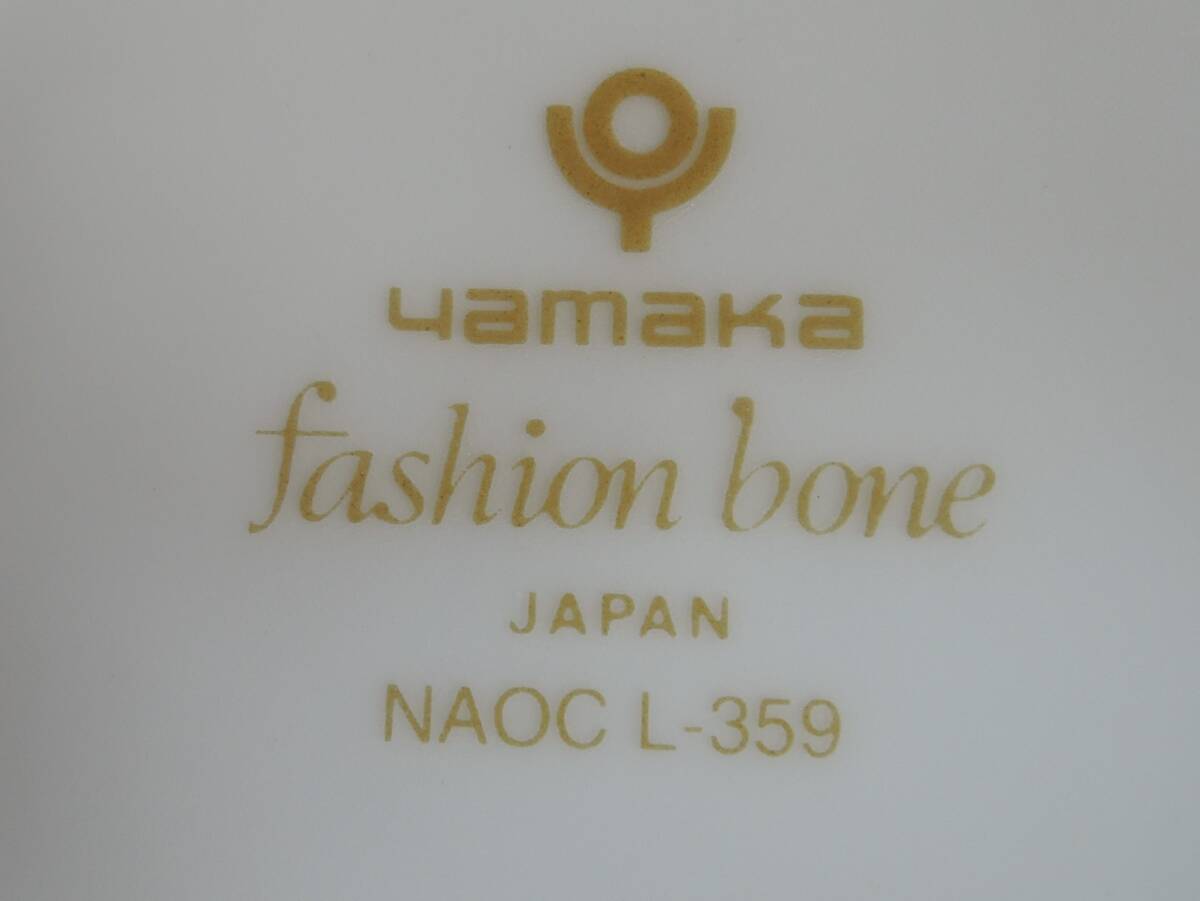 yamaka
fashion bone
JAPAN
NAOC L-359